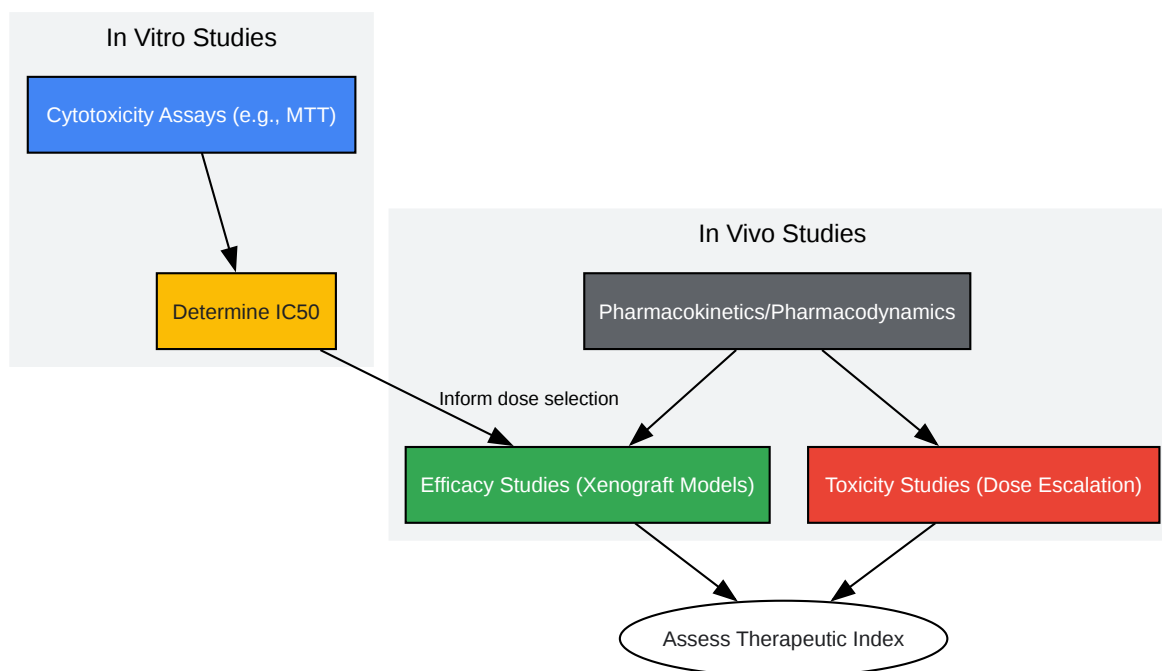 In Vitro Studies
Cytotoxicity Assays (e.g., MTT)
Determine IC50
In Vivo Studies
Pharmacokinetics/Pharmacodynamics
Inform dose selection
Efficacy Studies (Xenograft Models)
Toxicity Studies (Dose Escalation)
Assess Therapeutic Index